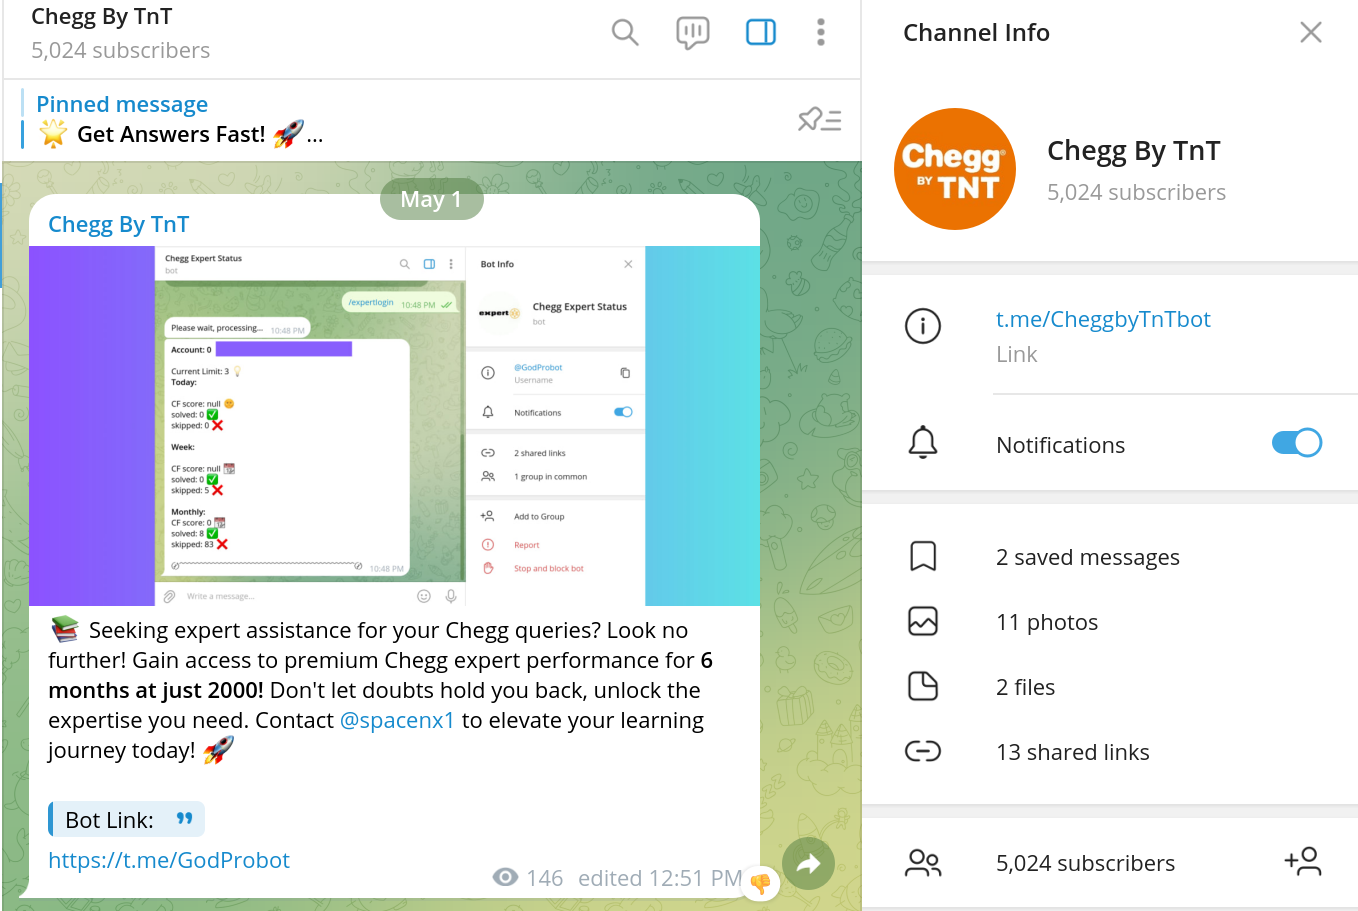 Chegg By TnT
5,024 subscribers
Pinned message
🌟 Get Answers Fast! 🚀...
May 1
Chegg By TnT
Chegg Expert Status
bot
/expertlogin 10:48 PM
Please wait, processing... 10:48 PM
Account: 0
Current Limit: 3 💡
Today:
CF score: null 🙂
solved: 0 ✅
skipped: 0 ❌
Week:
CF score: null 📆
solved: 0 ✅
skipped: 5 ❌
Monthly:
CF score: 0 📆
solved: 8 ✅
skipped: 83 ❌
10:48 PM
Write a message...
Bot Info
expert
Chegg Expert Status
bot
@GodProbot
Username
Notifications
2 shared links
1 group in common
Add to Group
Report
Stop and block bot
📚 Seeking expert assistance for your Chegg queries? Look no
further! Gain access to premium Chegg expert performance for 6
months at just 2000! Don't let doubts hold you back, unlock the
expertise you need. Contact @spacenx1 to elevate your learning
journey today! 🚀
Bot Link:
https://t.me/GodProbot
146 edited 12:51 PM
Channel Info
Chegg®
BY TNT
Chegg By TnT
5,024 subscribers
t.me/CheggbyTnTbot
Link
Notifications
2 saved messages
11 photos
2 files
13 shared links
5,024 subscribers